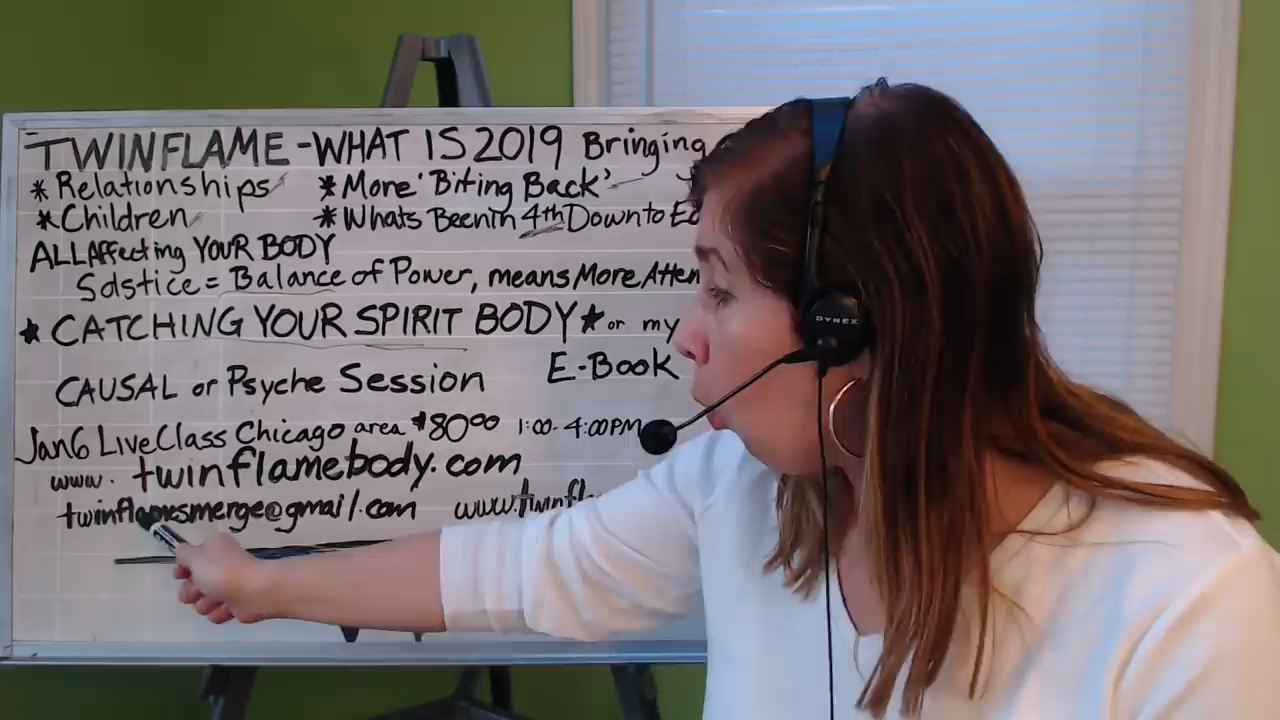 TWINFLAME - WHAT IS 2019 Bringing
* Relationships * More 'Biting Back'
* Children * Whats Been in 4th Down to
ALL Affecting YOUR BODY
Solstice = Balance of Power, means More Atten
* CATCHING YOUR SPIRIT BODY * or my
E-Book
CAUSAL or Psyche Session
Jan 6 Live Class Chicago area $80.00 1:00-4:00PM
www. twinflamebody.com
twinflamesmerge@gmail.com www.twinfl
DYNEX